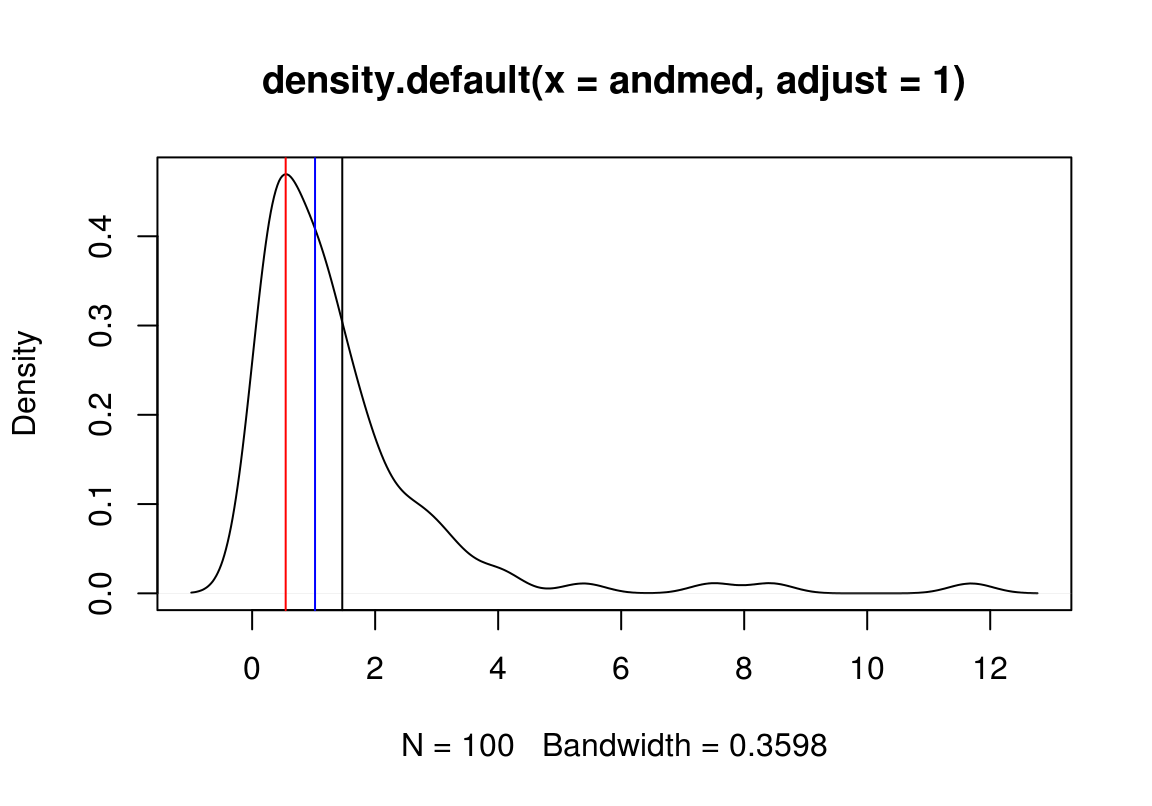 density.default(x = andmed, adjust = 1)
Density
0.4
0.3
0.2
0.1
0.0
0 2 4 6 8 10 12
N = 100 Bandwidth = 0.3598